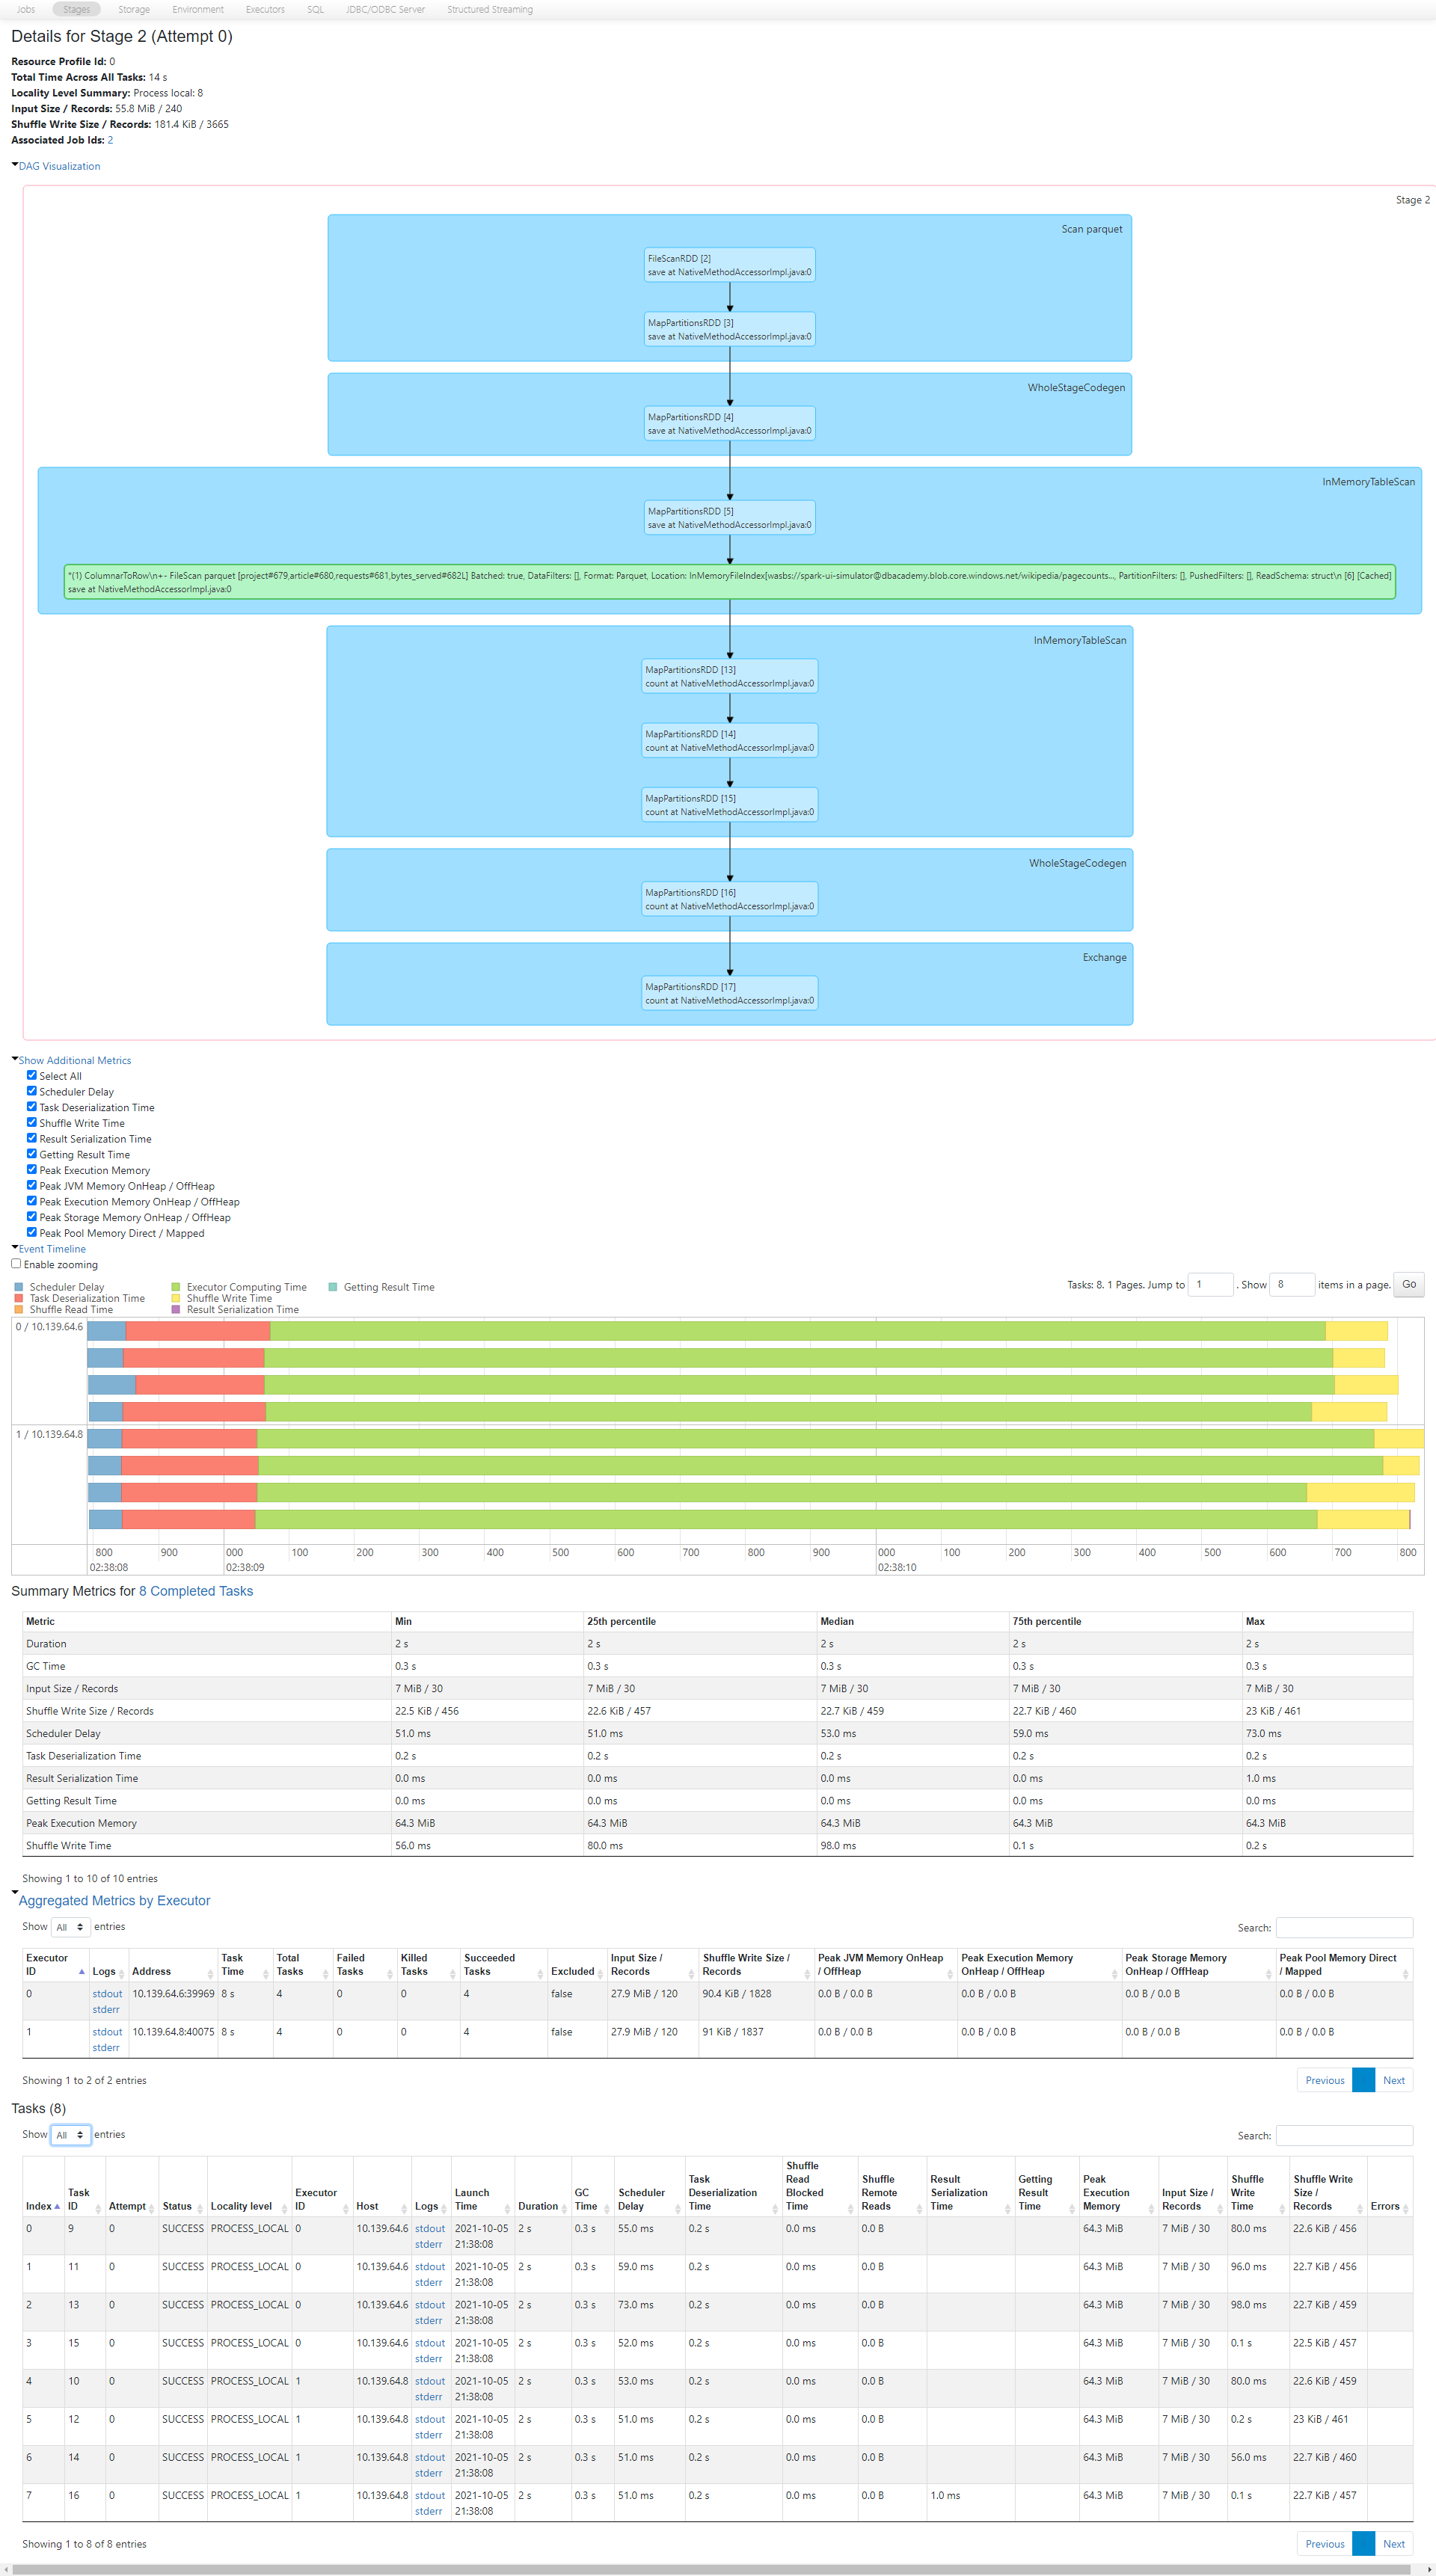 Jobs Stages Storage Environment Executors SQL JDBC/ODBC Server Structured Streaming
Details for Stage 2 (Attempt 0)
Resource Profile Id: 0
Total Time Across All Tasks: 14 s
Locality Level Summary: Process local: 8
Input Size / Records: 55.8 MiB / 240
Shuffle Write Size / Records: 181.4 KiB / 3665
Associated Job Ids: 2
DAG Visualization
Stage 2
Scan parquet
FileScanRDD [2]
save at NativeMethodAccessorImpl.java:0
MapPartitionsRDD [3]
save at NativeMethodAccessorImpl.java:0
WholeStageCodegen
MapPartitionsRDD [4]
save at NativeMethodAccessorImpl.java:0
InMemoryTableScan
MapPartitionsRDD [5]
save at NativeMethodAccessorImpl.java:0
*(1) ColumnarToRow\n+- FileScan parquet [project#679,article#680,requests#681,bytes_served#682L] Batched: true, DataFilters: [], Format: Parquet, Location: InMemoryFileIndex[wasbs://spark-ui-simulator@dbacademy.blob.core.windows.net/wikipedia/pagecounts..., PartitionFilters: [], PushedFilters: [], ReadSchema: struct\n [6] [Cached]
save at NativeMethodAccessorImpl.java:0
InMemoryTableScan
MapPartitionsRDD [13]
count at NativeMethodAccessorImpl.java:0
MapPartitionsRDD [14]
count at NativeMethodAccessorImpl.java:0
MapPartitionsRDD [15]
count at NativeMethodAccessorImpl.java:0
WholeStageCodegen
MapPartitionsRDD [16]
count at NativeMethodAccessorImpl.java:0
Exchange
MapPartitionsRDD [17]
count at NativeMethodAccessorImpl.java:0
Show Additional Metrics
Select All
Scheduler Delay
Task Deserialization Time
Shuffle Write Time
Result Serialization Time
Getting Result Time
Peak Execution Memory
Peak JVM Memory OnHeap / OffHeap
Peak Execution Memory OnHeap / OffHeap
Peak Storage Memory OnHeap / OffHeap
Peak Pool Memory Direct / Mapped
Event Timeline
Enable zooming
Scheduler Delay Executor Computing Time Getting Result Time
Task Deserialization Time Shuffle Write Time
Shuffle Read Time Result Serialization Time
Tasks: 8. 1 Pages. Jump to 1 . Show 8 items in a page. Go
0 / 10.139.64.6
1 / 10.139.64.8
800 900 000 100 200 300 400 500 600 700 800 900 000 100 200 300 400 500 600 700 800
02:38:08 02:38:09 02:38:10
Summary Metrics for 8 Completed Tasks
Metric Min 25th percentile Median 75th percentile Max
Duration 2 s 2 s 2 s 2 s 2 s
GC Time 0.3 s 0.3 s 0.3 s 0.3 s 0.3 s
Input Size / Records 7 MiB / 30 7 MiB / 30 7 MiB / 30 7 MiB / 30 7 MiB / 30
Shuffle Write Size / Records 22.5 KiB / 456 22.6 KiB / 457 22.7 KiB / 459 22.7 KiB / 460 23 KiB / 461
Scheduler Delay 51.0 ms 51.0 ms 53.0 ms 59.0 ms 73.0 ms
Task Deserialization Time 0.2 s 0.2 s 0.2 s 0.2 s 0.2 s
Result Serialization Time 0.0 ms 0.0 ms 0.0 ms 0.0 ms 1.0 ms
Getting Result Time 0.0 ms 0.0 ms 0.0 ms 0.0 ms 0.0 ms
Peak Execution Memory 64.3 MiB 64.3 MiB 64.3 MiB 64.3 MiB 64.3 MiB
Shuffle Write Time 56.0 ms 80.0 ms 98.0 ms 0.1 s 0.2 s
Showing 1 to 10 of 10 entries
Aggregated Metrics by Executor
Show All entries Search:
Executor ID Logs Address Task Time Total Tasks Failed Tasks Killed Tasks Succeeded Tasks Excluded Input Size / Records Shuffle Write Size / Records Peak JVM Memory OnHeap / OffHeap Peak Execution Memory OnHeap / OffHeap Peak Storage Memory OnHeap / OffHeap Peak Pool Memory Direct / Mapped
0 stdout 10.139.64.6:39969 8 s 4 0 0 4 false 27.9 MiB / 120 90.4 KiB / 1828 0.0 B / 0.0 B 0.0 B / 0.0 B 0.0 B / 0.0 B 0.0 B / 0.0 B
stderr
1 stdout 10.139.64.8:40075 8 s 4 0 0 4 false 27.9 MiB / 120 91 KiB / 1837 0.0 B / 0.0 B 0.0 B / 0.0 B 0.0 B / 0.0 B 0.0 B / 0.0 B
stderr
Showing 1 to 2 of 2 entries Previous Next
Tasks (8)
Show All entries Search:
Index Task ID Attempt Status Locality level Executor ID Host Logs Launch Time Duration GC Time Scheduler Delay Task Deserialization Time Shuffle Read Blocked Time Shuffle Remote Reads Result Serialization Time Getting Result Time Peak Execution Memory Input Size / Records Shuffle Write Time Shuffle Write Size / Records Errors
0 9 0 SUCCESS PROCESS_LOCAL 0 10.139.64.6 stdout 2021-10-05 2 s 0.3 s 55.0 ms 0.2 s 0.0 ms 0.0 B 64.3 MiB 7 MiB / 30 80.0 ms 22.6 KiB / 456
stderr 21:38:08
1 11 0 SUCCESS PROCESS_LOCAL 0 10.139.64.6 stdout 2021-10-05 2 s 0.3 s 59.0 ms 0.2 s 0.0 ms 0.0 B 64.3 MiB 7 MiB / 30 96.0 ms 22.7 KiB / 456
stderr 21:38:08
2 13 0 SUCCESS PROCESS_LOCAL 0 10.139.64.6 stdout 2021-10-05 2 s 0.3 s 73.0 ms 0.2 s 0.0 ms 0.0 B 64.3 MiB 7 MiB / 30 98.0 ms 22.7 KiB / 459
stderr 21:38:08
3 15 0 SUCCESS PROCESS_LOCAL 0 10.139.64.6 stdout 2021-10-05 2 s 0.3 s 52.0 ms 0.2 s 0.0 ms 0.0 B 64.3 MiB 7 MiB / 30 0.1 s 22.5 KiB / 457
stderr 21:38:08
4 10 0 SUCCESS PROCESS_LOCAL 1 10.139.64.8 stdout 2021-10-05 2 s 0.3 s 53.0 ms 0.2 s 0.0 ms 0.0 B 64.3 MiB 7 MiB / 30 80.0 ms 22.6 KiB / 459
stderr 21:38:08
5 12 0 SUCCESS PROCESS_LOCAL 1 10.139.64.8 stdout 2021-10-05 2 s 0.3 s 51.0 ms 0.2 s 0.0 ms 0.0 B 64.3 MiB 7 MiB / 30 0.2 s 23 KiB / 461
stderr 21:38:08
6 14 0 SUCCESS PROCESS_LOCAL 1 10.139.64.8 stdout 2021-10-05 2 s 0.3 s 51.0 ms 0.2 s 0.0 ms 0.0 B 64.3 MiB 7 MiB / 30 56.0 ms 22.7 KiB / 460
stderr 21:38:08
7 16 0 SUCCESS PROCESS_LOCAL 1 10.139.64.8 stdout 2021-10-05 2 s 0.3 s 51.0 ms 0.2 s 0.0 ms 0.0 B 1.0 ms 64.3 MiB 7 MiB / 30 0.1 s 22.7 KiB / 457
stderr 21:38:08
Showing 1 to 8 of 8 entries Previous Next